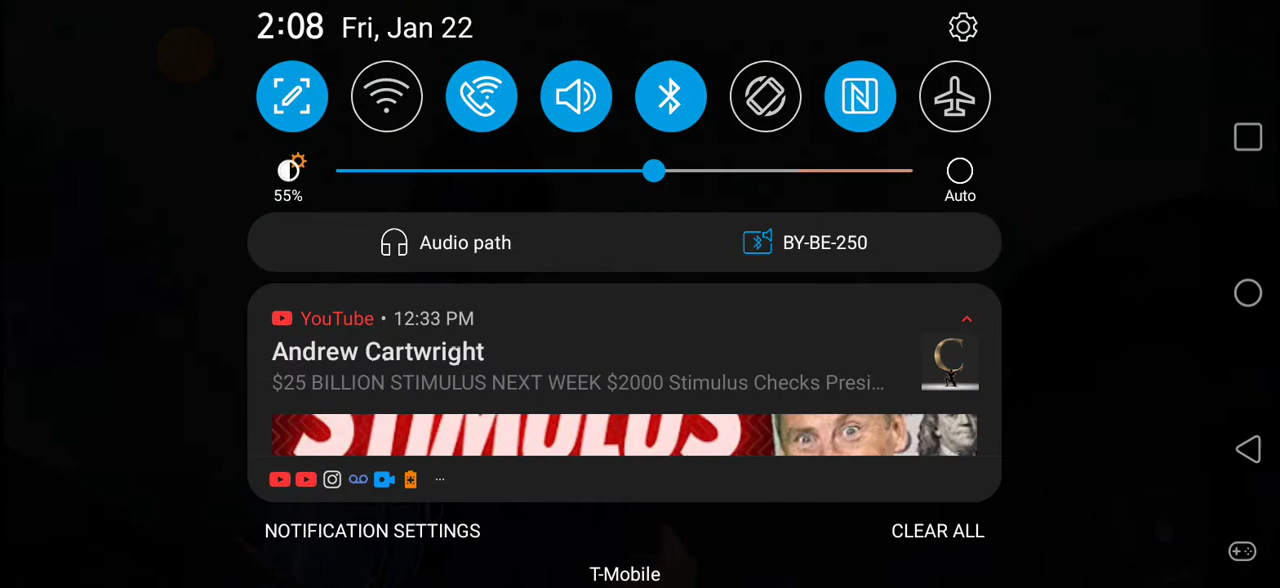 2:08 Fri, Jan 22
55%
Auto
Audio path
BY-BE-250
YouTube • 12:33 PM
Andrew Cartwright
$25 BILLION STIMULUS NEXT WEEK $2000 Stimulus Checks Presi...
STIMULUS
NOTIFICATION SETTINGS
CLEAR ALL
T-Mobile